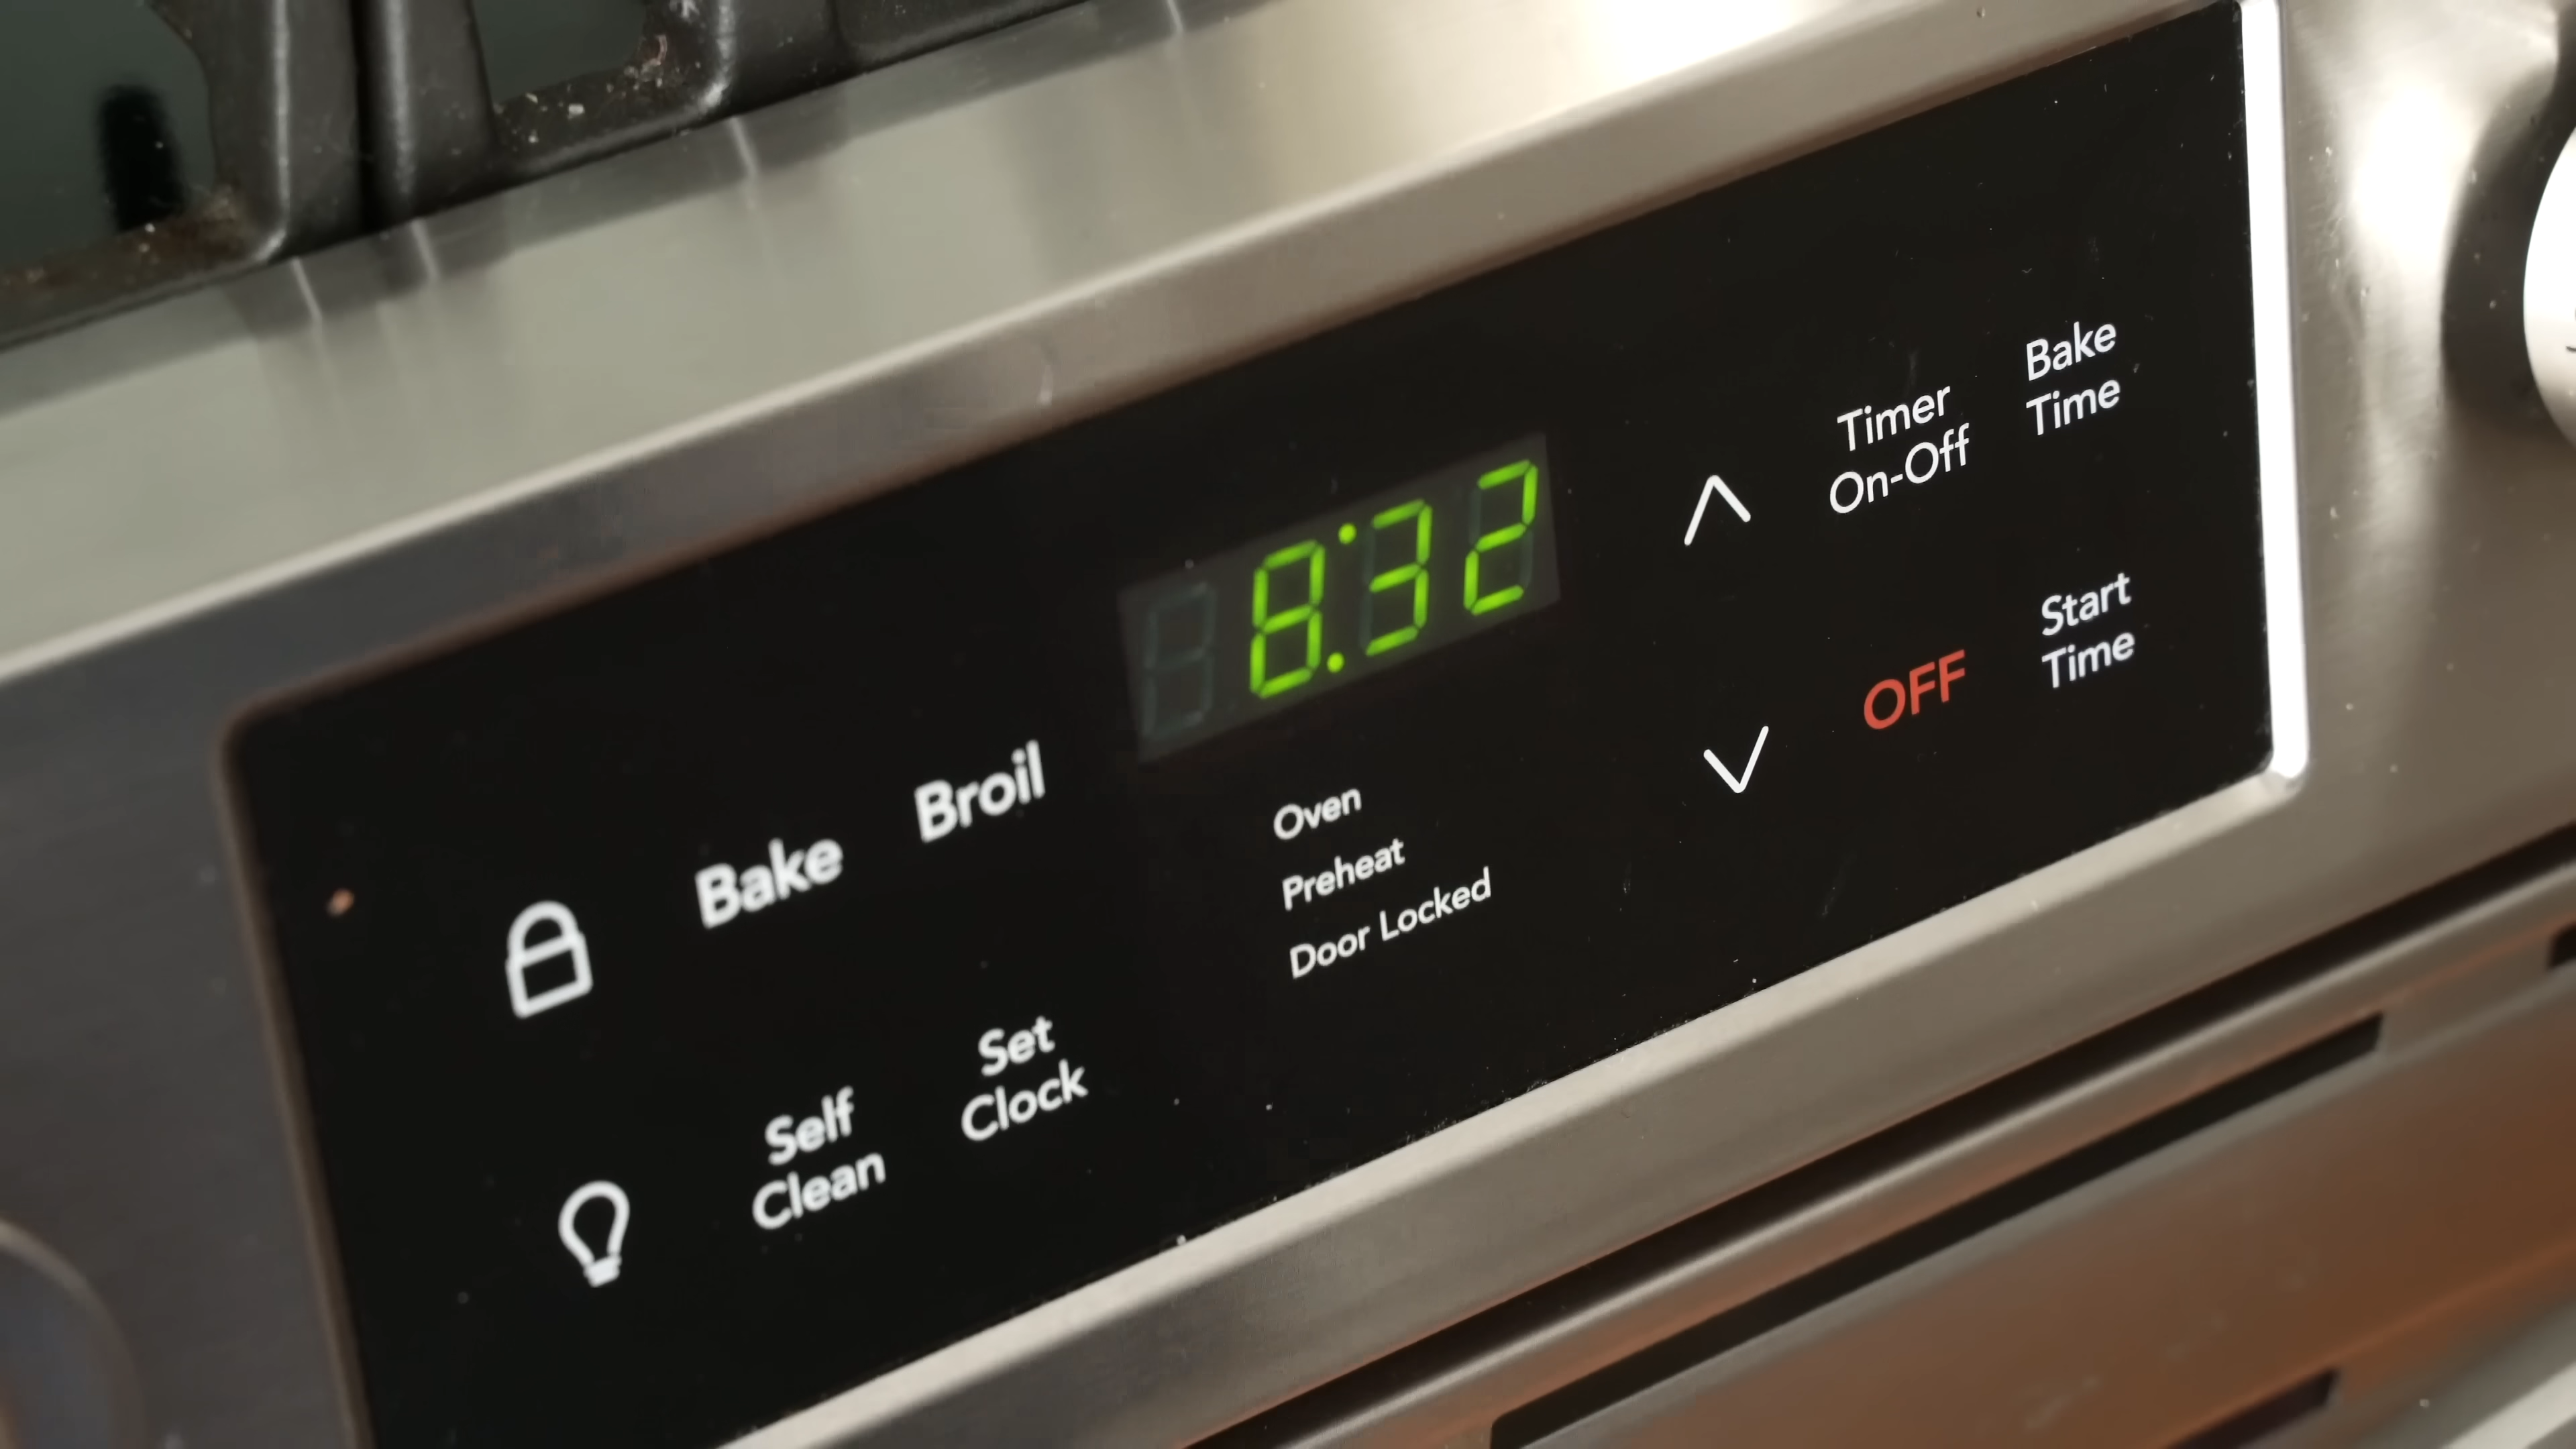 8:32
Timer
On-Off
Bake
Time
Bake
Broil
Oven
Preheat
Door Locked
OFF
Start
Time
Self
Clean
Set
Clock